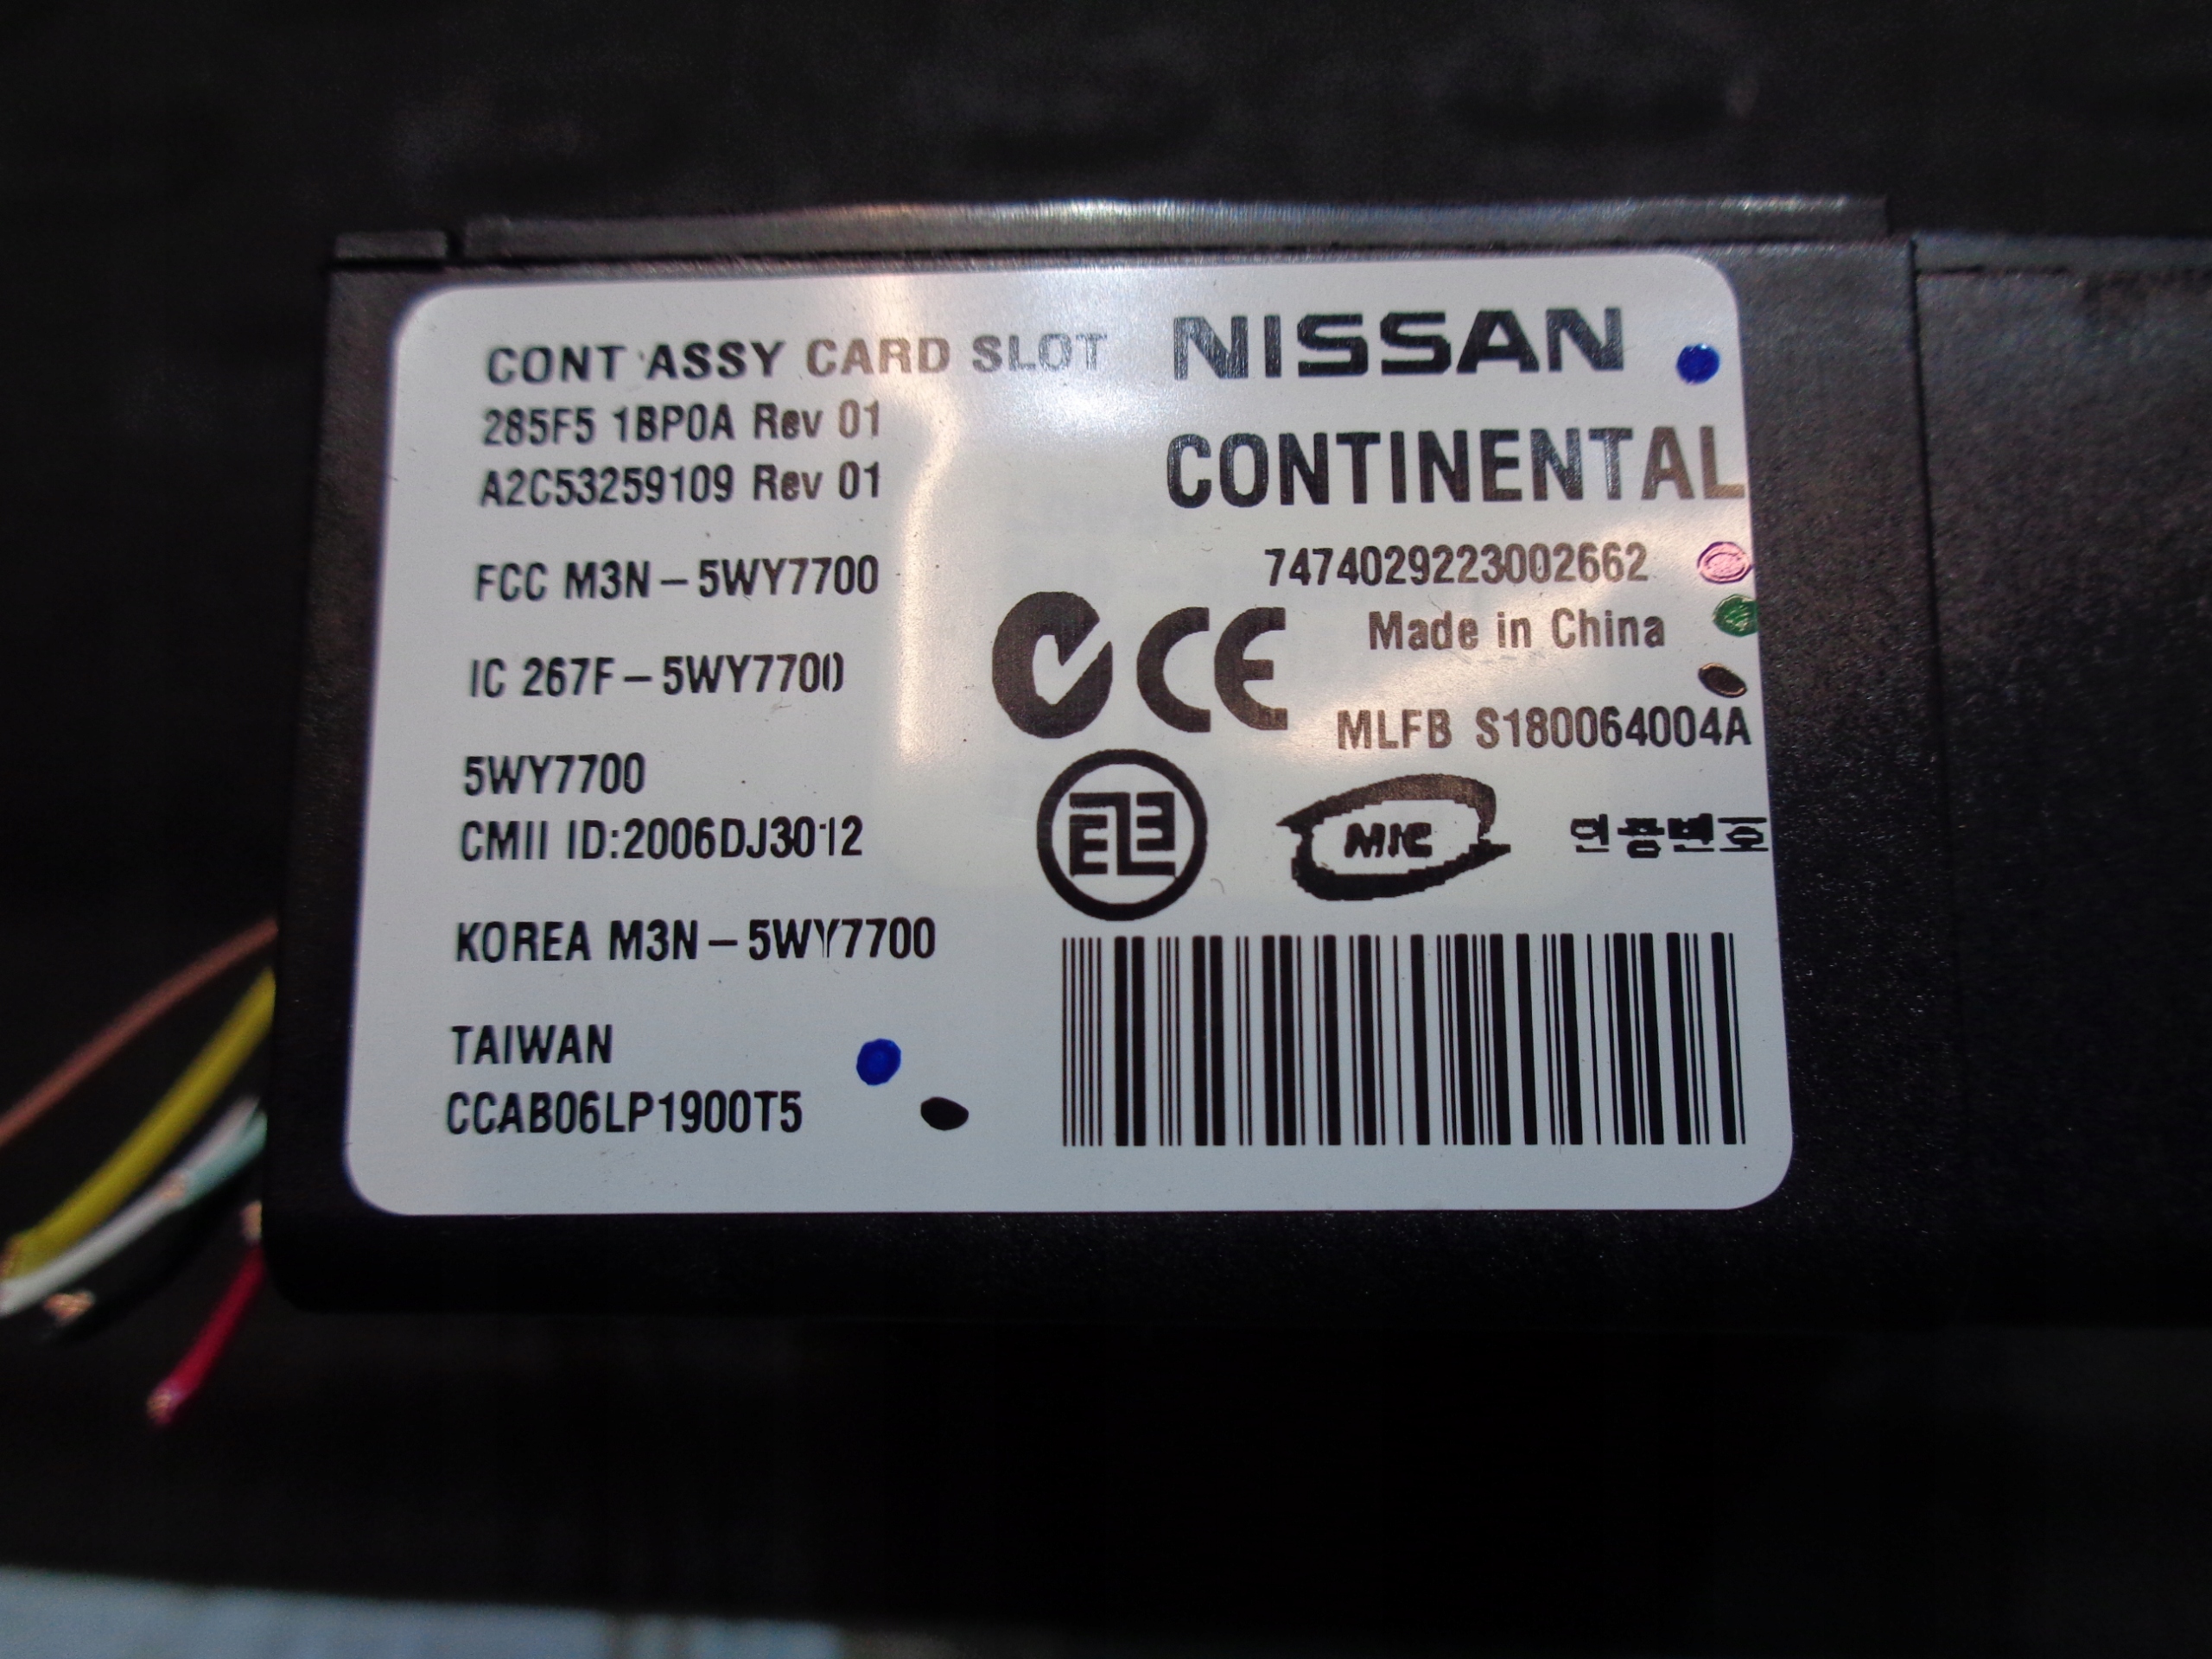 CONT ASSY CARD SLOT
NISSAN
285F5 1BP0A Rev 01
A2C53259109 Rev 01
CONTINENTAL
FCC M3N-5WY7700
7474029223002662
Made in China
IC 267F-5WY7700
CE
MLFB S180064004A
5WY7700
CMII ID:2006DJ3012
MIC
인증번호
KOREA M3N-5WY7700
TAIWAN
CCAB06LP1900T5